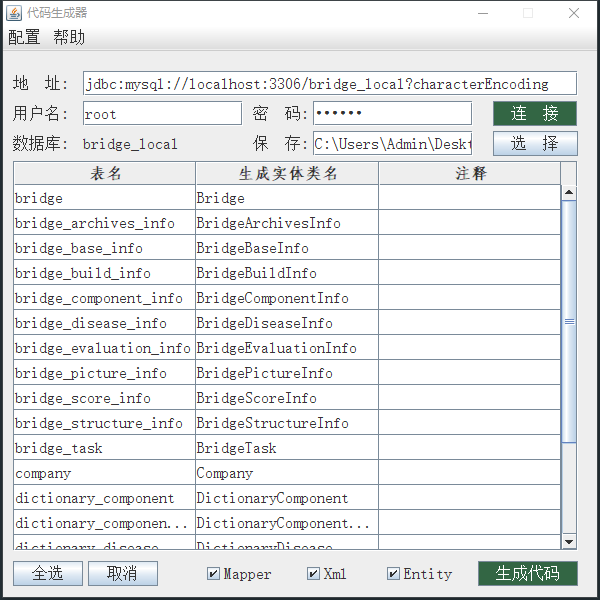 代码生成器
配置 帮助
地 址: jdbc:mysql://localhost:3306/bridge_local?characterEncoding
用户名: root 密 码: •••••• 连 接
数据库: bridge_local 保 存: C:\Users\Admin\Deskt 选 择
表名 生成实体类名 注释
bridge Bridge
bridge_archives_info BridgeArchivesInfo
bridge_base_info BridgeBaseInfo
bridge_build_info BridgeBuildInfo
bridge_component_info BridgeComponentInfo
bridge_disease_info BridgeDiseaseInfo
bridge_evaluation_info BridgeEvaluationInfo
bridge_picture_info BridgePictureInfo
bridge_score_info BridgeScoreInfo
bridge_structure_info BridgeStructureInfo
bridge_task BridgeTask
company Company
dictionary_component DictionaryComponent
dictionary_componen... DictionaryComponent...
dictionary_disease DictionaryDisease
全选 取消 Mapper Xml Entity 生成代码